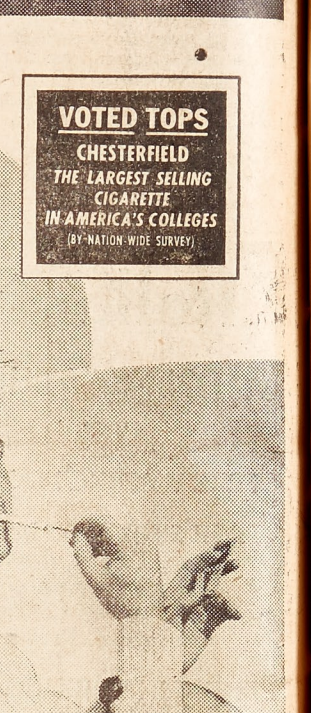 VOTED TOPS
CHESTERFIELD
THE LARGEST SELLING
CIGARETTE
IN AMERICA'S COLLEGES
(BY NATION-WIDE SURVEY)